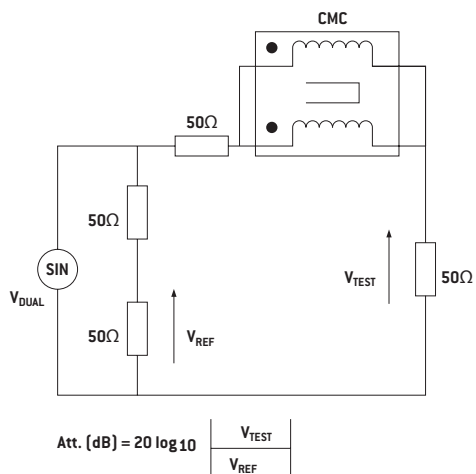 CMC
50Ω
50Ω
SIN
V_DUAL
50Ω
V_REF
V_TEST
50Ω
Att. (dB) = 20 log10 | V_TEST / V_REF |